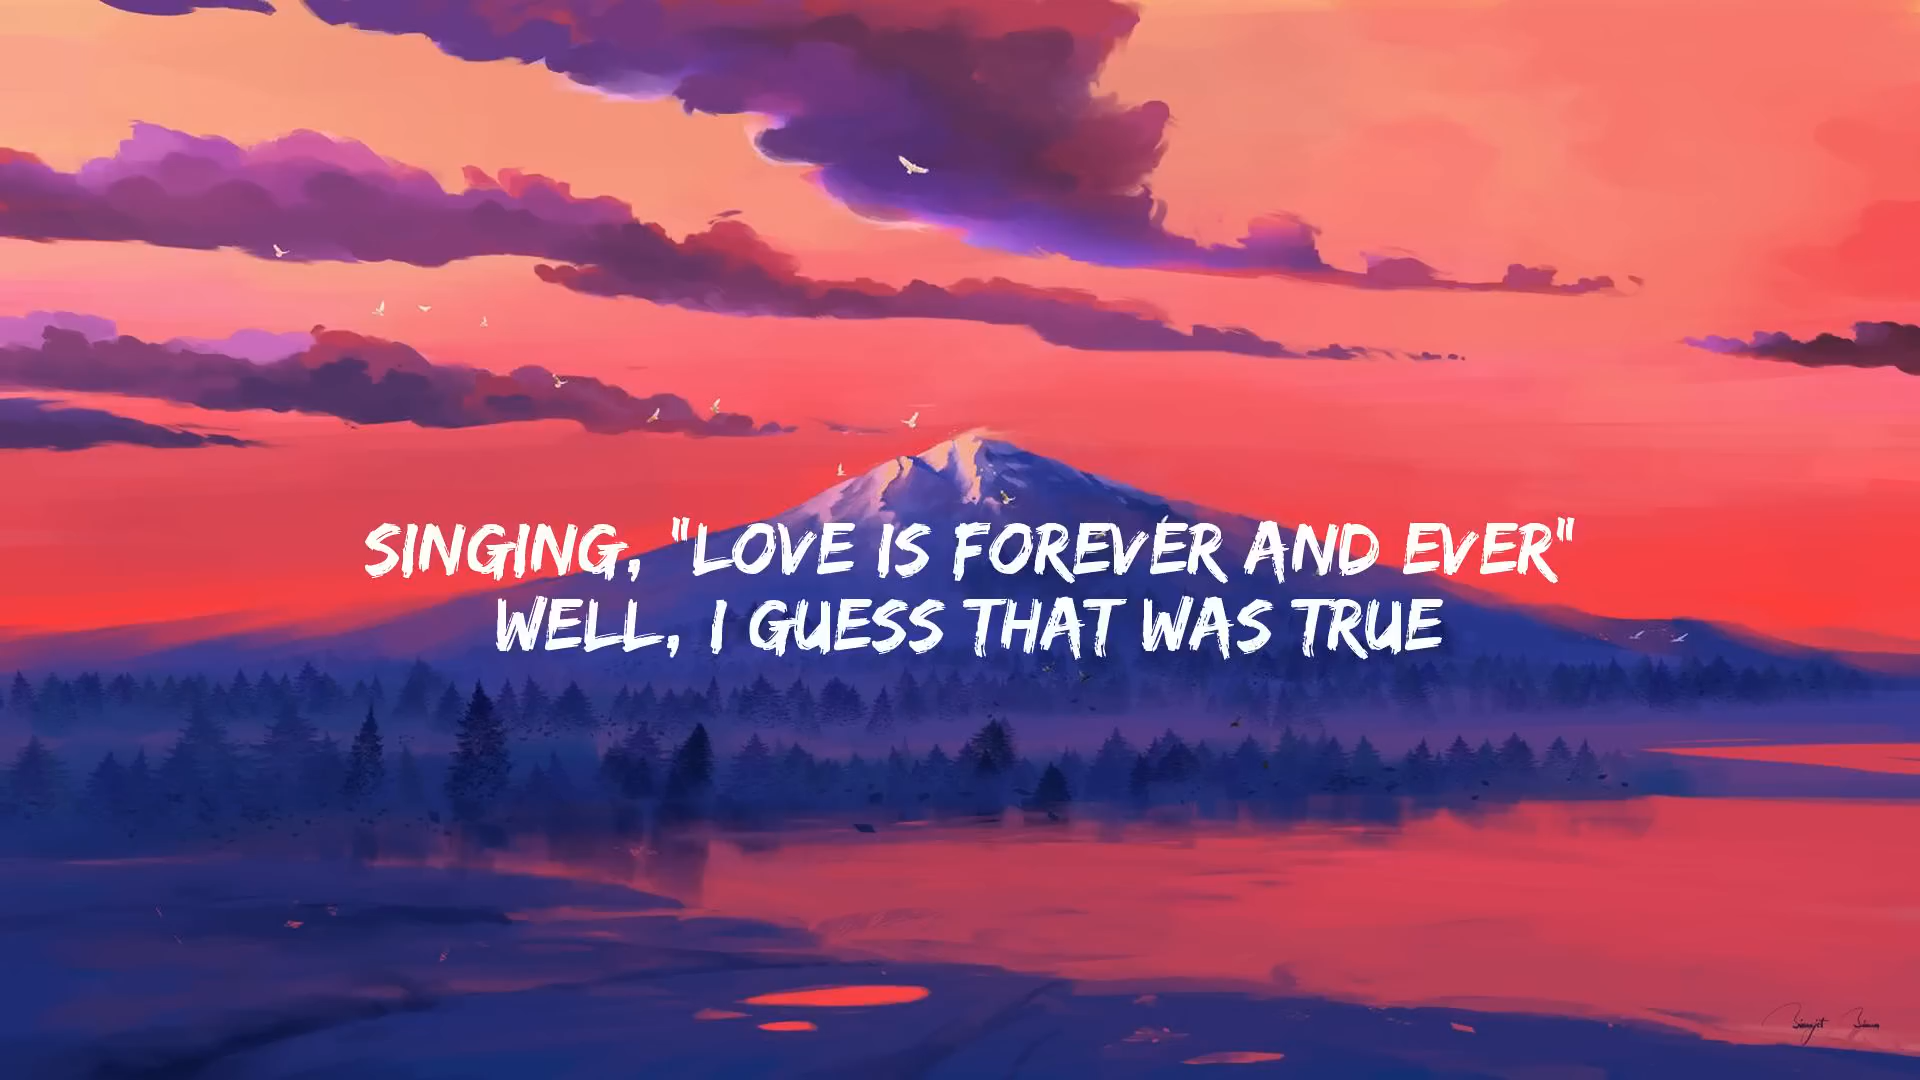 SINGING, "LOVE IS FOREVER AND EVER"
WELL, I GUESS THAT WAS TRUE